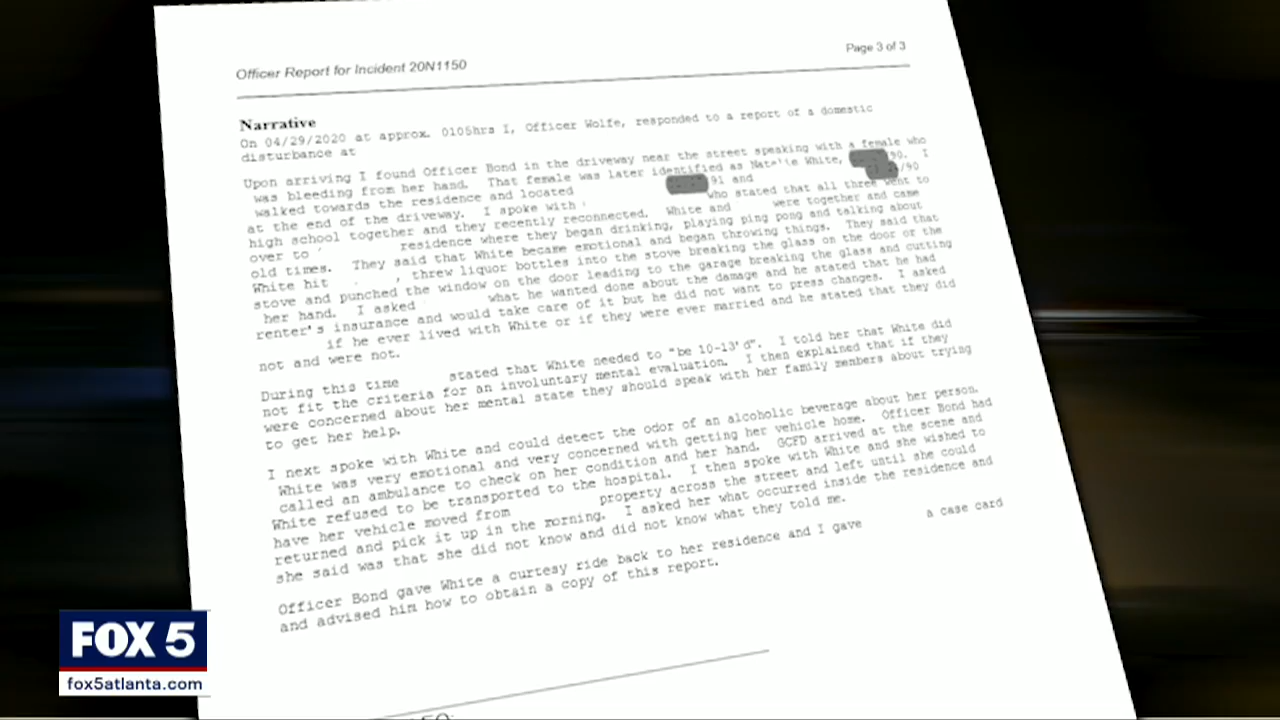 Officer Report for Incident 20N1150
Page 3 of 3
Narrative
On 04/29/2020 at approx. 0105hrs I, Officer Wolfe, responded to a report of a domestic
disturbance at
Upon arriving I found Officer Bond in the driveway near the street speaking with a female who
was bleeding from her hand. That female was later identified as Natalie White, 90. I
walked towards the residence and located 91 and /90
at the end of the driveway. I spoke with who stated that all three went to
high school together and they recently reconnected. White and were together and came
over to residence where they began drinking, playing ping pong and talking about
old times. They said that White became emotional and began throwing things. They said that
White hit , threw liquor bottles into the stove breaking the glass on the door or the
stove and punched the window on the door leading to the garage breaking the glass and cutting
her hand. I asked what he wanted done about the damage and he stated that he had
renter's insurance and would take care of it but he did not want to press changes. I asked
if he ever lived with White or if they were ever married and he stated that they did
not and were not.
During this time stated that White needed to "be 10-13'd". I told her that White did
not fit the criteria for an involuntary mental evaluation. I then explained that if they
were concerned about her mental state they should speak with her family members about trying
to get her help.
I next spoke with White and could detect the odor of an alcoholic beverage about her person.
White was very emotional and very concerned with getting her vehicle home. Officer Bond had
called an ambulance to check on her condition and her hand. GCFD arrived at the scene and
White refused to be transported to the hospital. I then spoke with White and she wished to
have her vehicle moved from property across the street and left until she could
returned and pick it up in the morning. I asked her what occurred inside the residence and
she said was that she did not know and did not know what they told me.
Officer Bond gave White a curtesy ride back to her residence and I gave a case card
and advised him how to obtain a copy of this report.
FOX 5
fox5atlanta.com